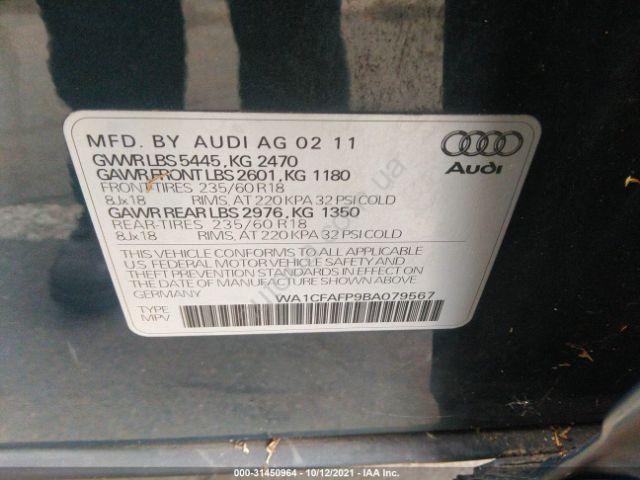 MFD. BY AUDI AG 02 11
GVWR LBS 5445, KG 2470
GAWR FRONT LBS 2601, KG 1180
FRONT-TIRES 235/60 R18
8Jx18 RIMS, AT 220 KPA 32 PSI COLD
GAWR REAR LBS 2976, KG 1350
REAR-TIRES 235/60 R18
8Jx18 RIMS, AT 220 KPA 32 PSI COLD
Audi
THIS VEHICLE CONFORMS TO ALL APPLICABLE
U.S. FEDERAL MOTOR VEHICLE SAFETY AND
THEFT PREVENTION STANDARDS IN EFFECT ON
THE DATE OF MANUFACTURE SHOWN ABOVE
GERMANY WA1CFAFP9BA079567
TYPE
MPV
000-31450964 - 10/12/2021 - IAA Inc.